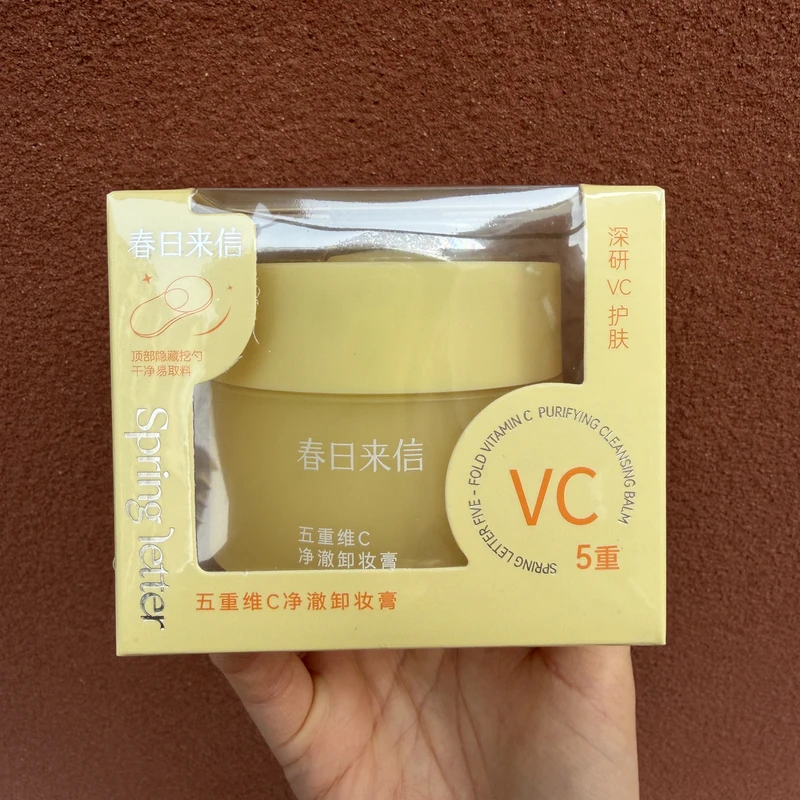 春日来信
顶部隐藏挖勺
干净易取料
Spring letter
深研VC护肤
春日来信
五重维C
净澈卸妆膏
SPRING LETTER FIVE - FOLD VITAMIN C PURIFYING CLEANSING BALM
VC
5重
五重维C净澈卸妆膏